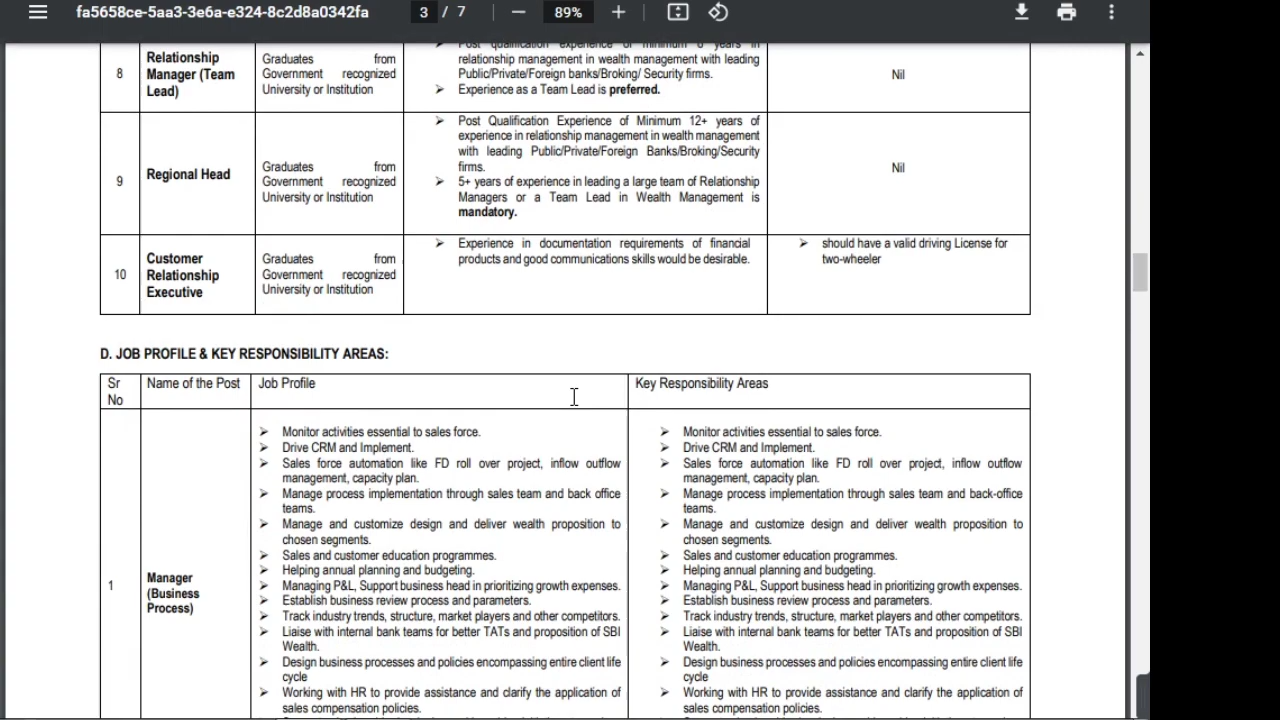 fa5658ce-5aa3-3e6a-e324-8c2d8a0342fa
3 / 7
89%
8
Relationship
Manager (Team
Lead)
Graduates from
Government recognized
University or Institution
Post qualification experience of minimum 8 years in
relationship management in wealth management with leading
Public/Private/Foreign banks/Broking/ Security firms.
Experience as a Team Lead is preferred.
Nil
9
Regional Head
Graduates from
Government recognized
University or Institution
Post Qualification Experience of Minimum 12+ years of
experience in relationship management in wealth management
with leading Public/Private/Foreign Banks/Broking/Security
firms.
5+ years of experience in leading a large team of Relationship
Managers or a Team Lead in Wealth Management is
mandatory.
Nil
10
Customer
Relationship
Executive
Graduates from
Government recognized
University or Institution
Experience in documentation requirements of financial
products and good communications skills would be desirable.
should have a valid driving License for
two-wheeler
D. JOB PROFILE & KEY RESPONSIBILITY AREAS:
Sr
No
Name of the Post
Job Profile
Key Responsibility Areas
1
Manager
(Business
Process)
Monitor activities essential to sales force.
Drive CRM and Implement.
Sales force automation like FD roll over project, inflow outflow
management, capacity plan.
Manage process implementation through sales team and back office
teams.
Manage and customize design and deliver wealth proposition to
chosen segments.
Sales and customer education programmes.
Helping annual planning and budgeting.
Managing P&L, Support business head in prioritizing growth expenses.
Establish business review process and parameters.
Track industry trends, structure, market players and other competitors.
Liaise with internal bank teams for better TATs and proposition of SBI
Wealth.
Design business processes and policies encompassing entire client life
cycle
Working with HR to provide assistance and clarify the application of
sales compensation policies.
Monitor activities essential to sales force.
Drive CRM and Implement.
Sales force automation like FD roll over project, inflow outflow
management, capacity plan.
Manage process implementation through sales team and back-office
teams.
Manage and customize design and deliver wealth proposition to
chosen segments.
Sales and customer education programmes.
Helping annual planning and budgeting.
Managing P&L, Support business head in prioritizing growth expenses.
Establish business review process and parameters.
Track industry trends, structure, market players and other competitors.
Liaise with internal bank teams for better TATs and proposition of SBI
Wealth.
Design business processes and policies encompassing entire client life
cycle
Working with HR to provide assistance and clarify the application of
sales compensation policies.